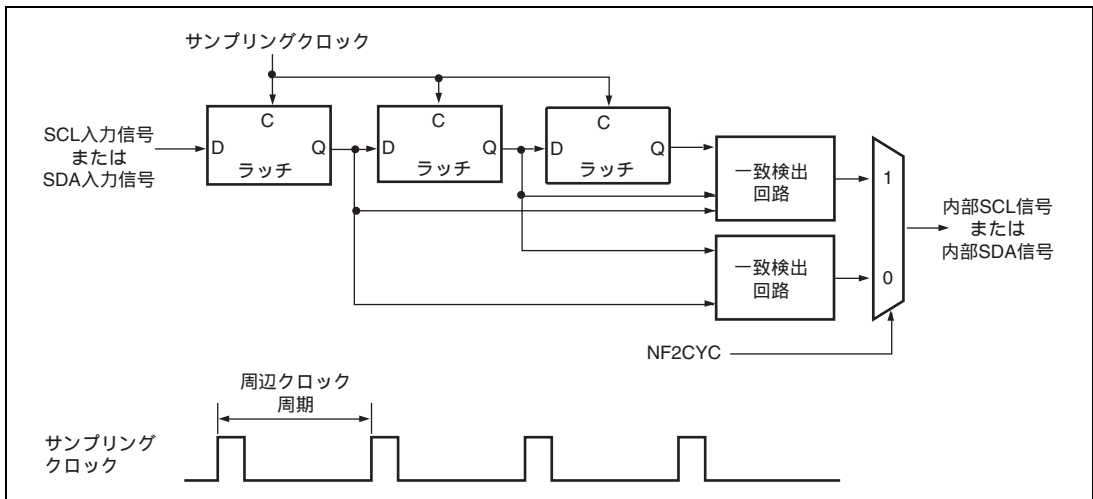 サンプリングクロック
SCL入力信号
または
SDA入力信号
C
D
Q
ラッチ
C
D
Q
ラッチ
C
D
Q
ラッチ
一致検出
回路
一致検出
回路
1
0
内部SCL信号
または
内部SDA信号
NF2CYC
周辺クロック
周期
サンプリング
クロック